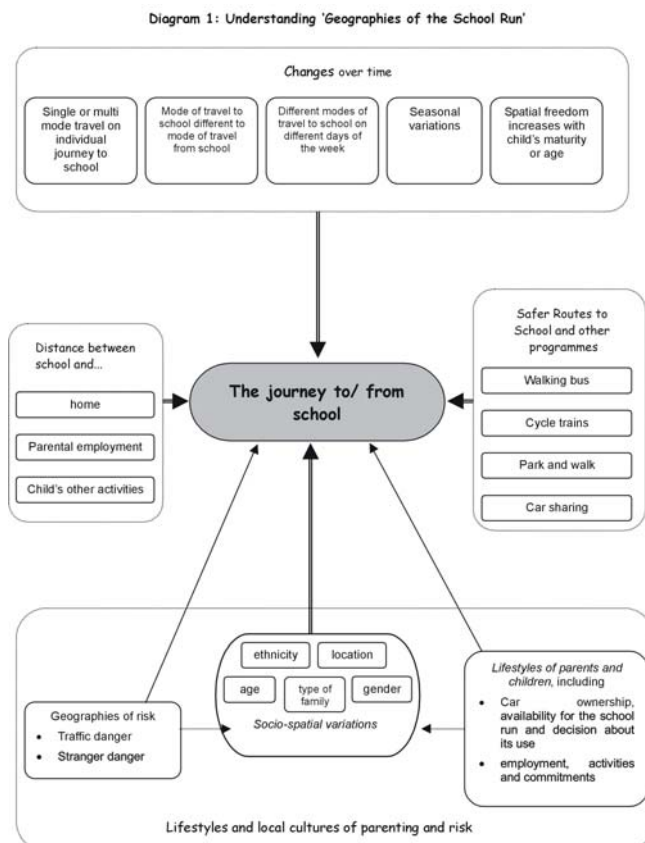 Diagram 1: Understanding 'Geographies of the School Run'
Changes over time
Single or multi
mode travel on
individual
journey to
school
Mode of travel to
school different to
mode of travel
from school
Different modes of
travel to school on
different days of
the week
Seasonal
variations
Spatial freedom
increases with
child's maturity
or age
Distance between
school and...
home
Parental employment
Child's other activities
The journey to/ from
school
Safer Routes to
School and other
programmes
Walking bus
Cycle trains
Park and walk
Car sharing
Geographies of risk
• Traffic danger
• Stranger danger
ethnicity
location
age
type of
family
gender
Socio-spatial variations
Lifestyles of parents and
children, including
• Car ownership,
availability for the school
run and decision about
its use
• employment, activities
and commitments
Lifestyles and local cultures of parenting and risk